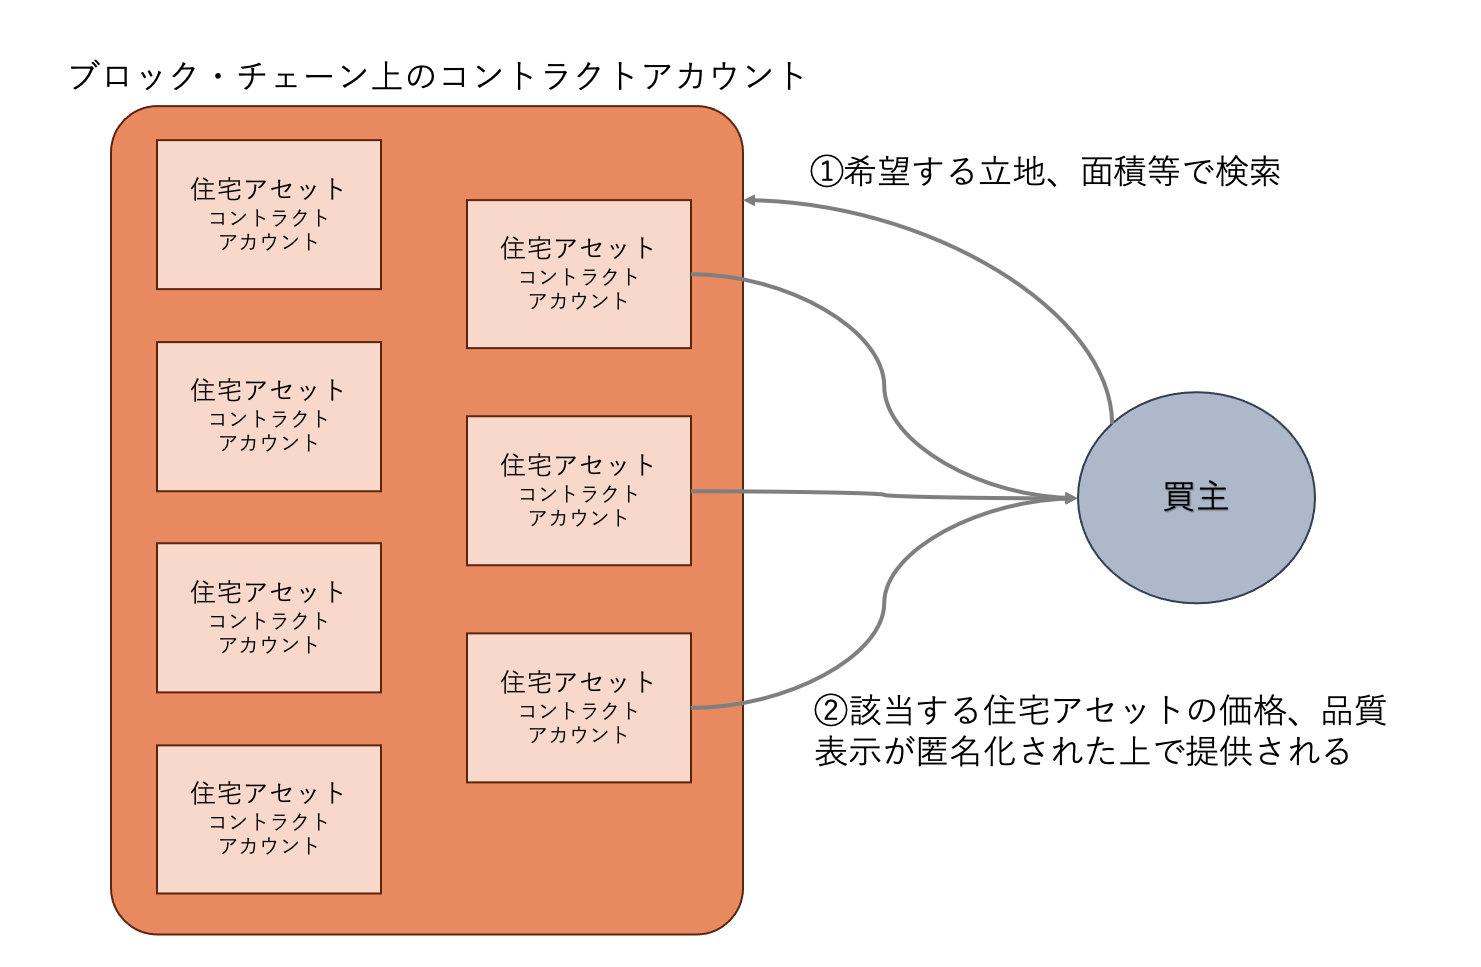 ブロック・チェーン上のコントラクトアカウント
①希望する立地、面積等で検索
住宅アセット
コントラクト
アカウント
住宅アセット
コントラクト
アカウント
住宅アセット
コントラクト
アカウント
住宅アセット
コントラクト
アカウント
住宅アセット
コントラクト
アカウント
住宅アセット
コントラクト
アカウント
住宅アセット
コントラクト
アカウント
買主
②該当する住宅アセットの価格、品質
表示が匿名化された上で提供される